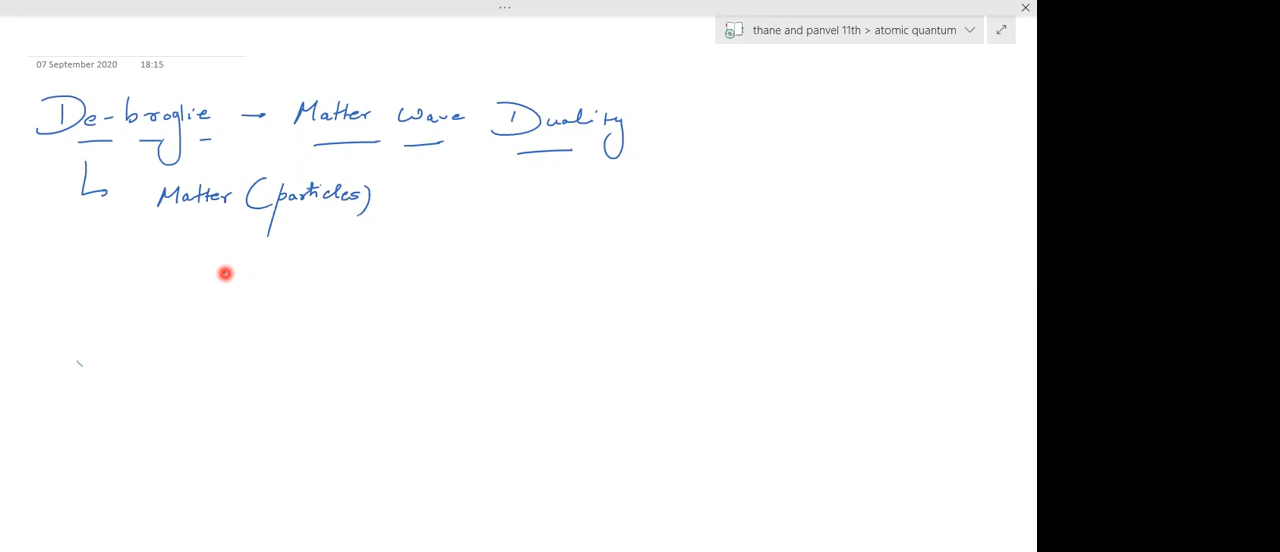 thane and panvel 11th > atomic quantum
07 September 2020 18:15
De-broglie → Matter wave Duality
Matter (particles)